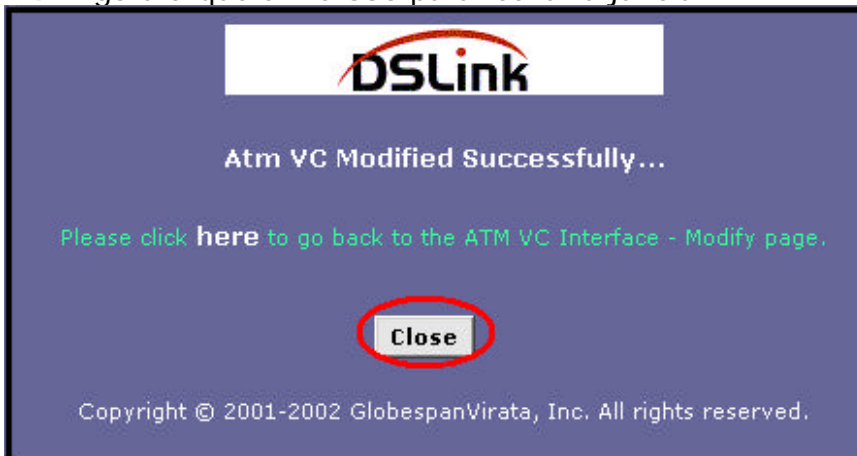 DSLink
Atm VC Modified Successfully...
Please click here to go back to the ATM VC Interface - Modify page.
Close
Copyright © 2001-2002 GlobespanVirata, Inc. All rights reserved.